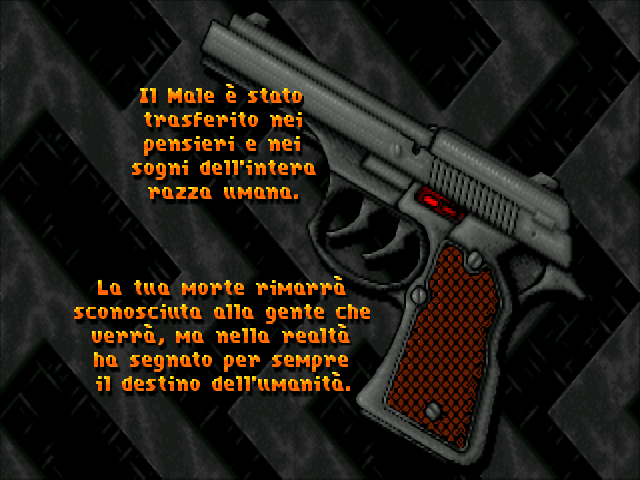 Il Male è stato
trasferito nei
pensieri e nei
sogni dell'intera
razza umana.
La tua morte rimarrà
sconosciuta alla gente che
verrà, ma nella realtà
ha segnato per sempre
il destino dell'umanità.